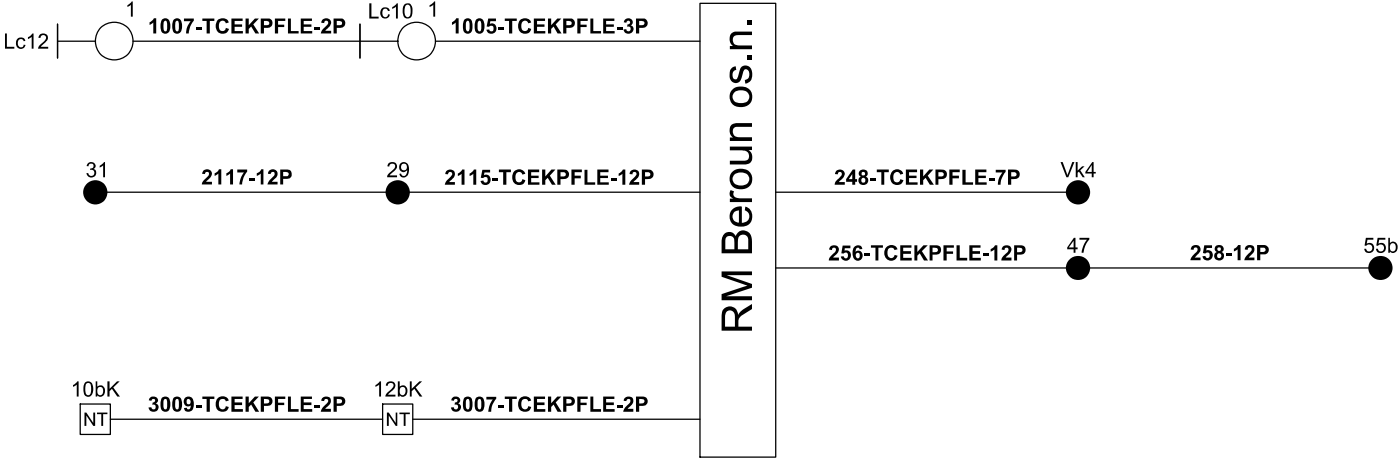 Lc12
1
1007-TCEKPFLE-2P
Lc10
1
1005-TCEKPFLE-3P
RM Beroun os.n.
31
2117-12P
29
2115-TCEKPFLE-12P
248-TCEKPFLE-7P
Vk4
256-TCEKPFLE-12P
47
258-12P
55b
10bK
NT
3009-TCEKPFLE-2P
12bK
NT
3007-TCEKPFLE-2P